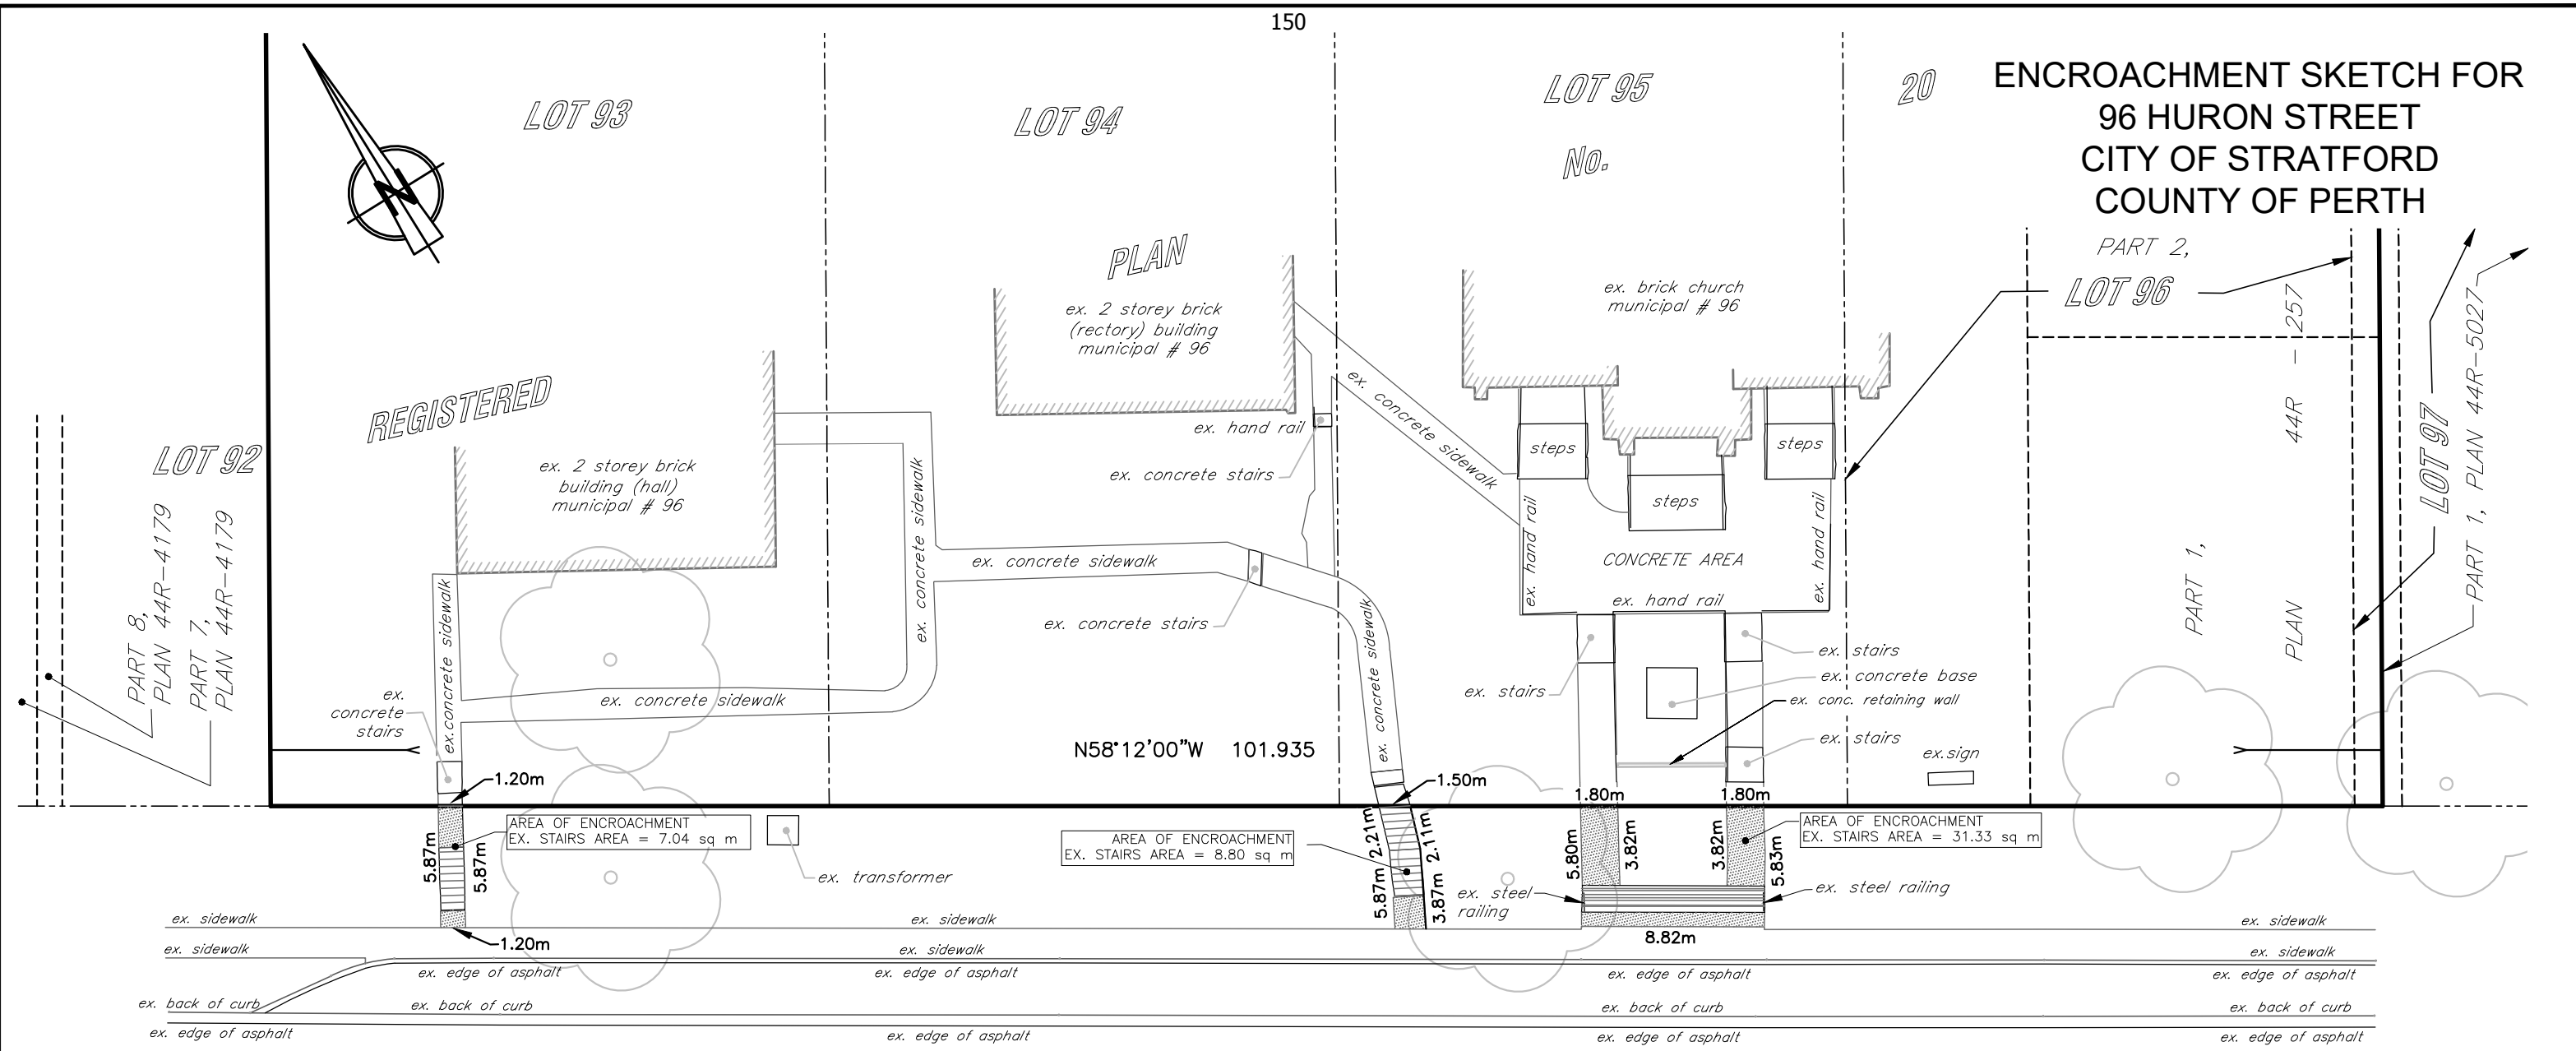 150
ENCROACHMENT SKETCH FOR
96 HURON STREET
CITY OF STRATFORD
COUNTY OF PERTH
LOT 93
LOT 94
LOT 95
20
No.
N
PLAN
REGISTERED
LOT 92
PART 2,
LOT 96
44R - 257
PLAN
PART 1,
LOT 97
PART 1, PLAN 44R-5027
PART 8,
PLAN 44R-4179
PART 7,
PLAN 44R-4179
ex. 2 storey brick
(rectory) building
municipal # 96
ex. brick church
municipal # 96
ex. 2 storey brick
building (hall)
municipal # 96
ex. hand rail
ex. concrete stairs
ex. concrete sidewalk
steps
steps
steps
ex. hand rail
ex. hand rail
CONCRETE AREA
ex. hand rail
ex. concrete sidewalk
ex. concrete sidewalk
ex. concrete stairs
ex. concrete sidewalk
ex.concrete sidewalk
ex. concrete sidewalk
ex.
concrete
stairs
ex. stairs
ex. stairs
ex. concrete base
ex. conc. retaining wall
ex. stairs
ex.sign
N58°12'00"W 101.935
1.20m
1.50m
1.80m
1.80m
AREA OF ENCROACHMENT
EX. STAIRS AREA = 7.04 sq m
AREA OF ENCROACHMENT
EX. STAIRS AREA = 8.80 sq m
AREA OF ENCROACHMENT
EX. STAIRS AREA = 31.33 sq m
5.87m
5.87m
5.87m 2.21m
3.87m 2.11m
5.80m
3.82m
3.82m
5.83m
ex. transformer
ex. steel
railing
ex. steel railing
1.20m
8.82m
ex. sidewalk
ex. sidewalk
ex. sidewalk
ex. sidewalk
ex. sidewalk
ex. sidewalk
ex. edge of asphalt
ex. edge of asphalt
ex. edge of asphalt
ex. edge of asphalt
ex. back of curb
ex. back of curb
ex. back of curb
ex. back of curb
ex. edge of asphalt
ex. edge of asphalt
ex. edge of asphalt
ex. edge of asphalt